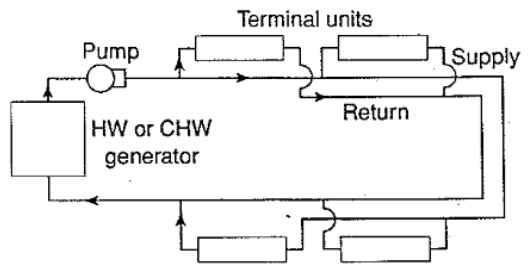 Terminal units
Pump
Supply
HW or CHW
generator
Return